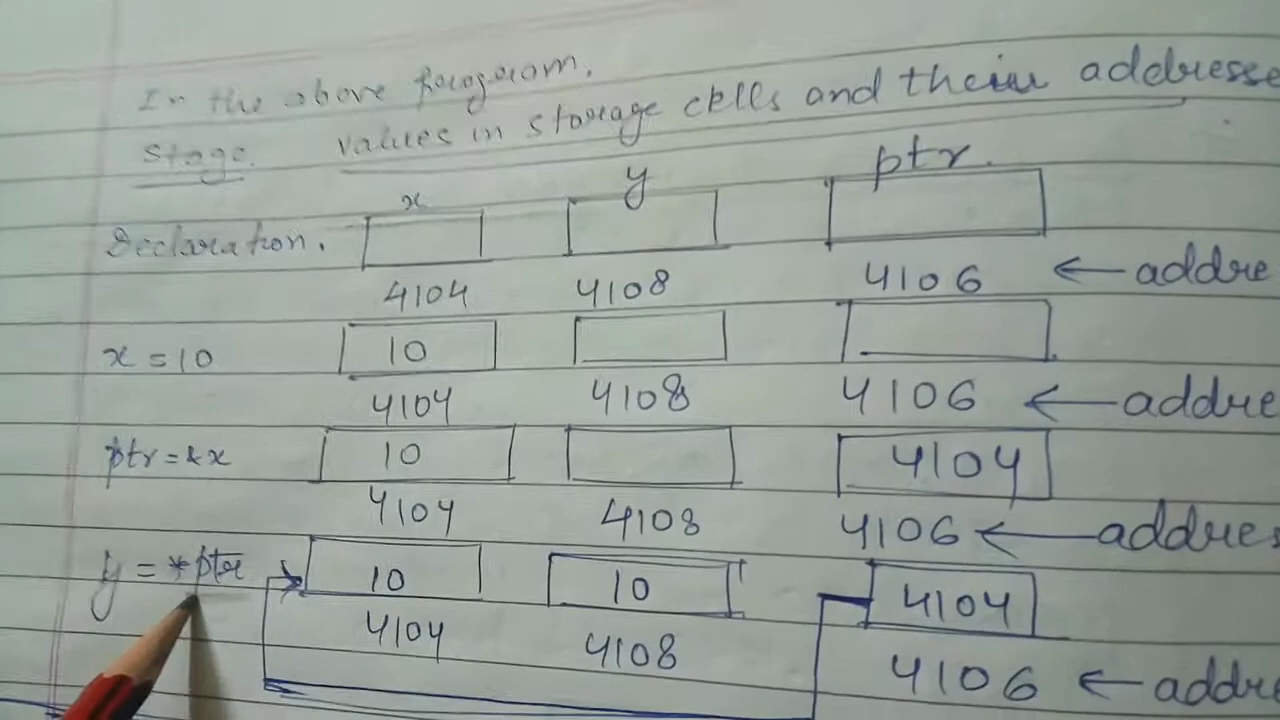 In the above program.
Stage. values in storage cells and their addresse
x y ptr.
Declaration.
4104 4108 4106 ← addre
x = 10 10
4104 4108 4106 ← addre
ptr = &x 10 4104
4104 4108 4106 ← addres
y = *ptr 10 10 4104
4104 4108 4106 ← addre